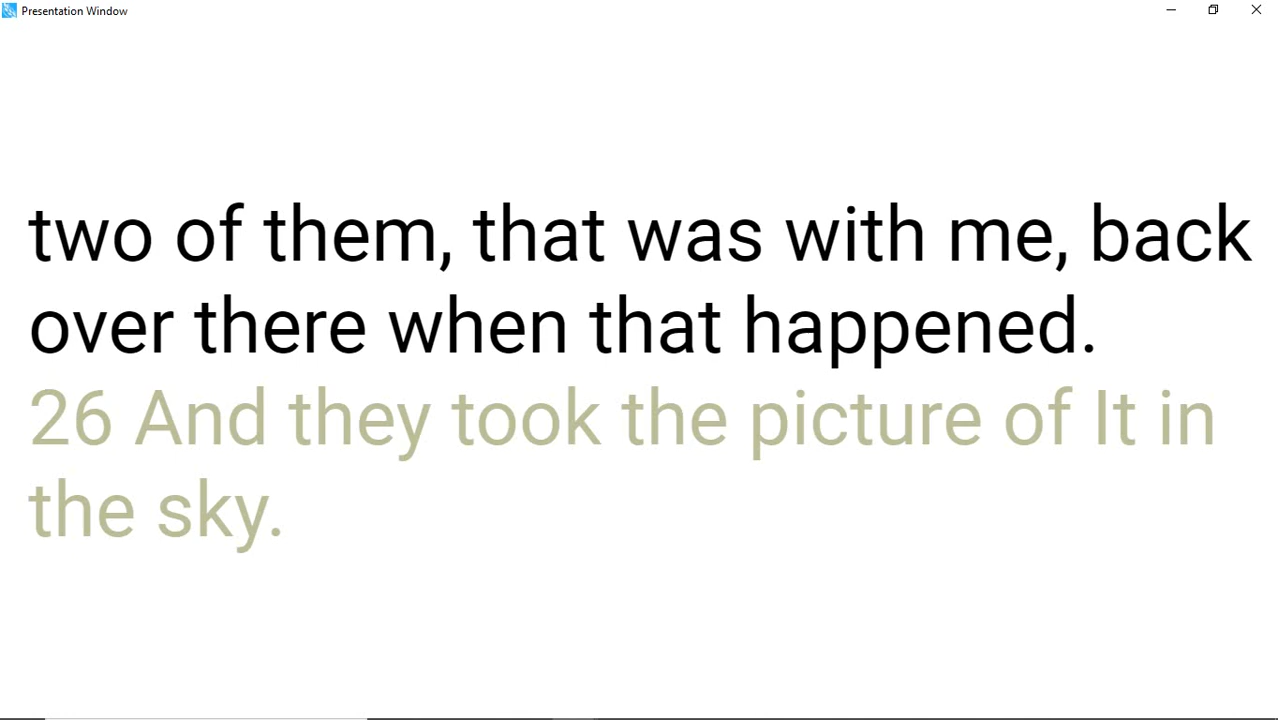 Presentation Window
two of them, that was with me, back
over there when that happened.
26 And they took the picture of It in
the sky.